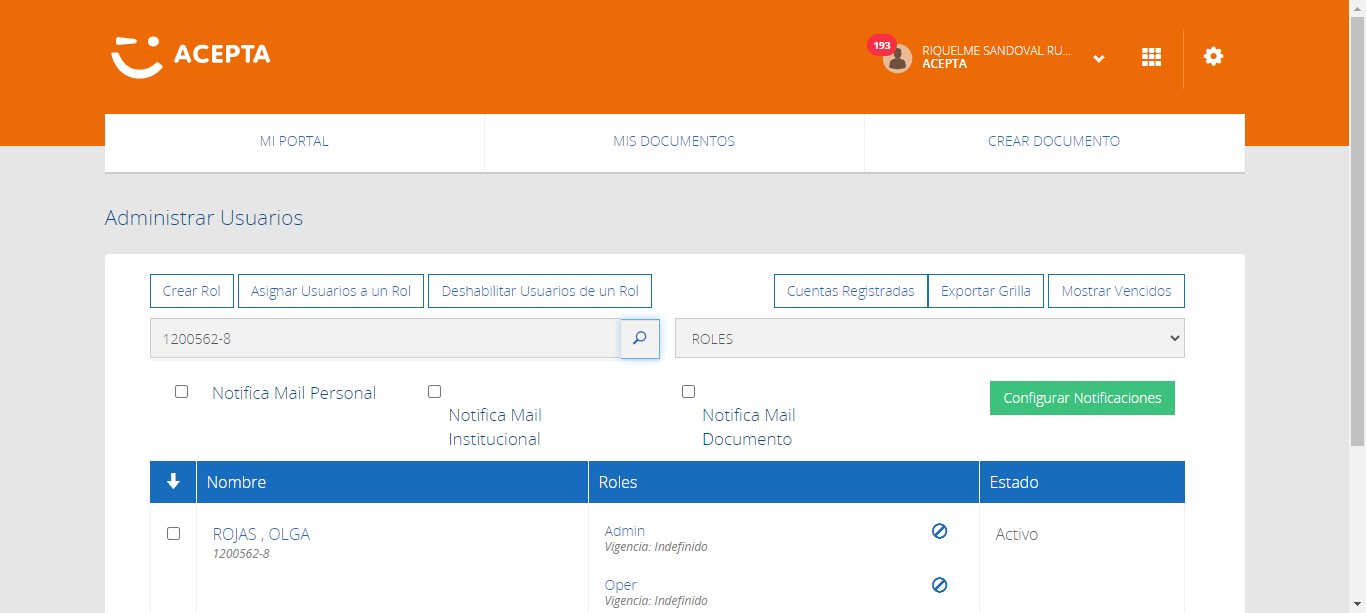 ACEPTA
193
RIQUELME SANDOVAL RU...
ACEPTA
MI PORTAL
MIS DOCUMENTOS
CREAR DOCUMENTO
Administrar Usuarios
Crear Rol
Asignar Usuarios a un Rol
Deshabilitar Usuarios de un Rol
Cuentas Registradas
Exportar Grilla
Mostrar Vencidos
1200562-8
ROLES
Notifica Mail Personal
Notifica Mail
Institucional
Notifica Mail
Documento
Configurar Notificaciones
Nombre
Roles
Estado
ROJAS , OLGA
1200562-8
Admin
Vigencia: Indefinido
Activo
Oper
Vigencia: Indefinido